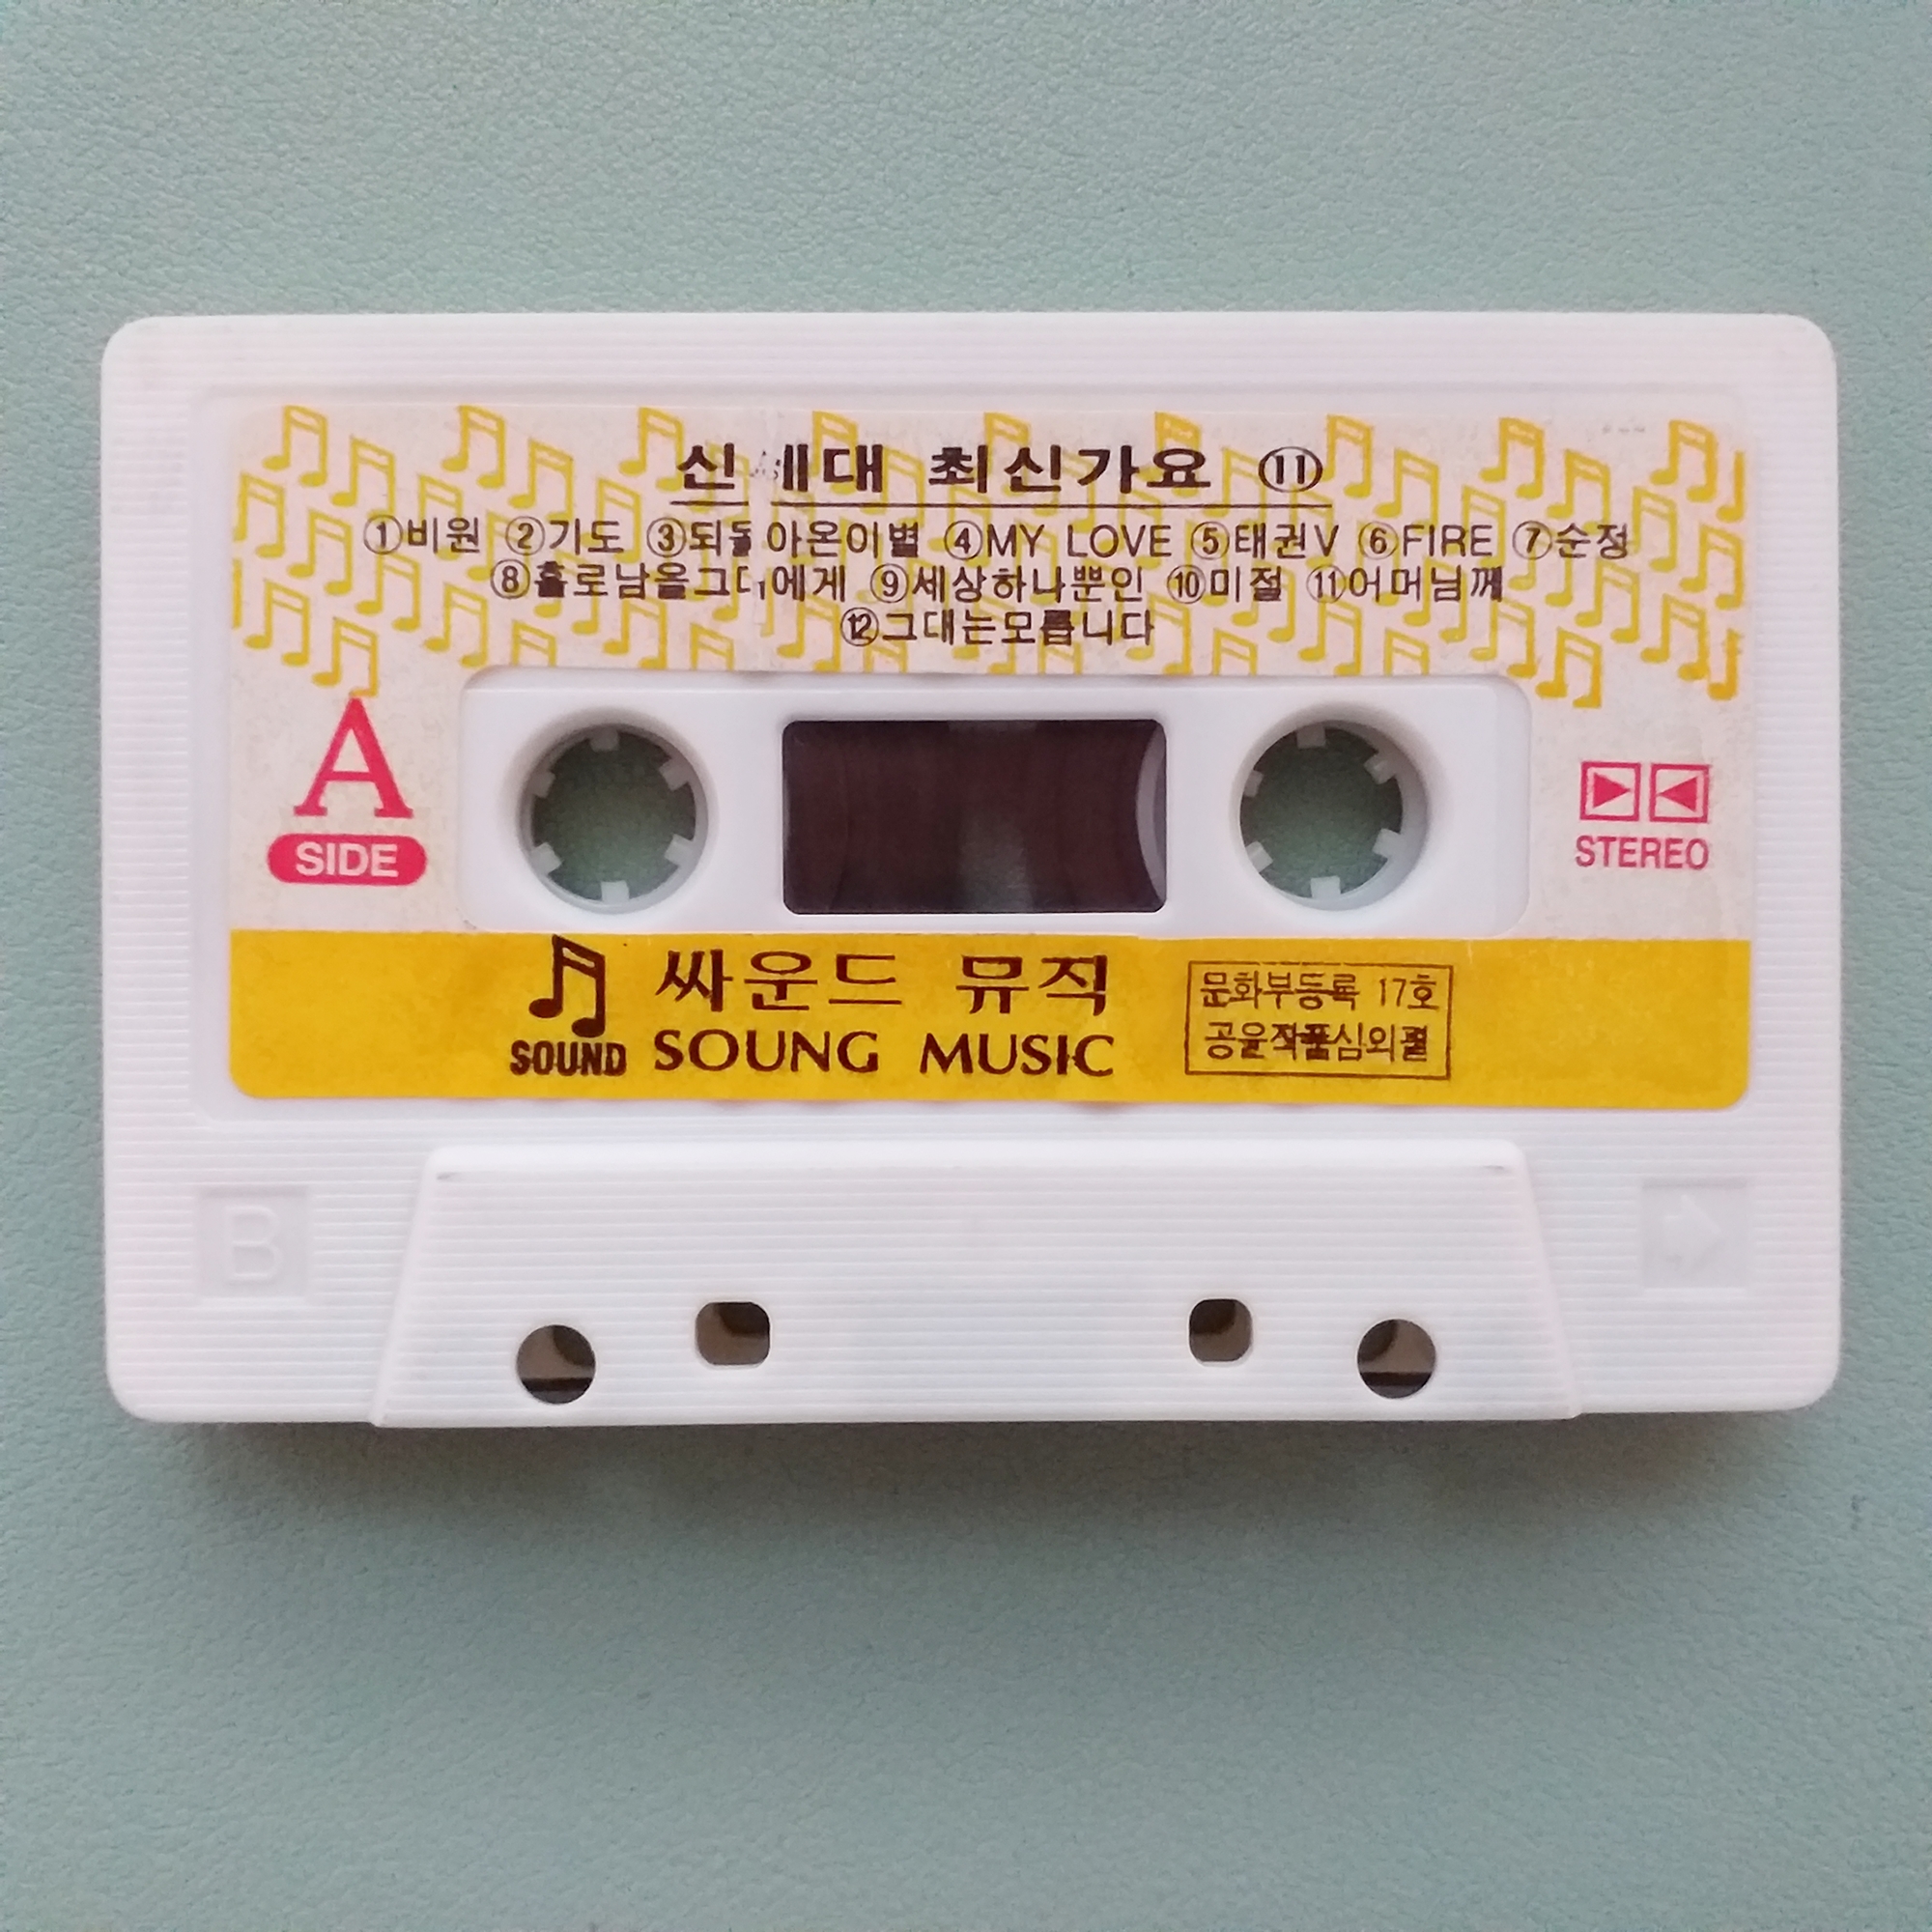 신세대 최신가요 ⑪
①비원 ②기도 ③되돌아온이별 ④MY LOVE ⑤태권V ⑥FIRE ⑦순정
⑧홀로남을그대에게 ⑨세상하나뿐인 ⑩미절 ⑪어머님께
⑫그대는모릅니다
A
SIDE
STEREO
싸운드 뮤직
SOUND SOUNG MUSIC
문화부등록 17호
공윤작품심의필
B